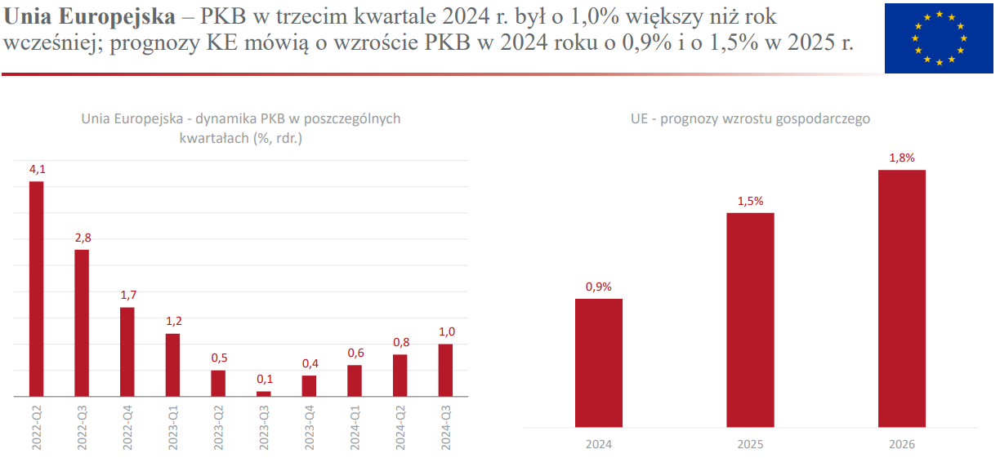 Unia Europejska – PKB w trzecim kwartale 2024 r. był o 1,0% większy niż rok
wcześniej; prognozy KE mówią o wzroście PKB w 2024 roku o 0,9% i o 1,5% w 2025 r.
Unia Europejska - dynamika PKB w poszczególnych
kwartałach (%, rdr.)
4,1
2,8
1,7
1,2
0,5
0,1
0,4
0,6
0,8
1,0
2022-Q2
2022-Q3
2022-Q4
2023-Q1
2023-Q2
2023-Q3
2023-Q4
2024-Q1
2024-Q2
2024-Q3
UE - prognozy wzrostu gospodarczego
0,9%
1,5%
1,8%
2024
2025
2026